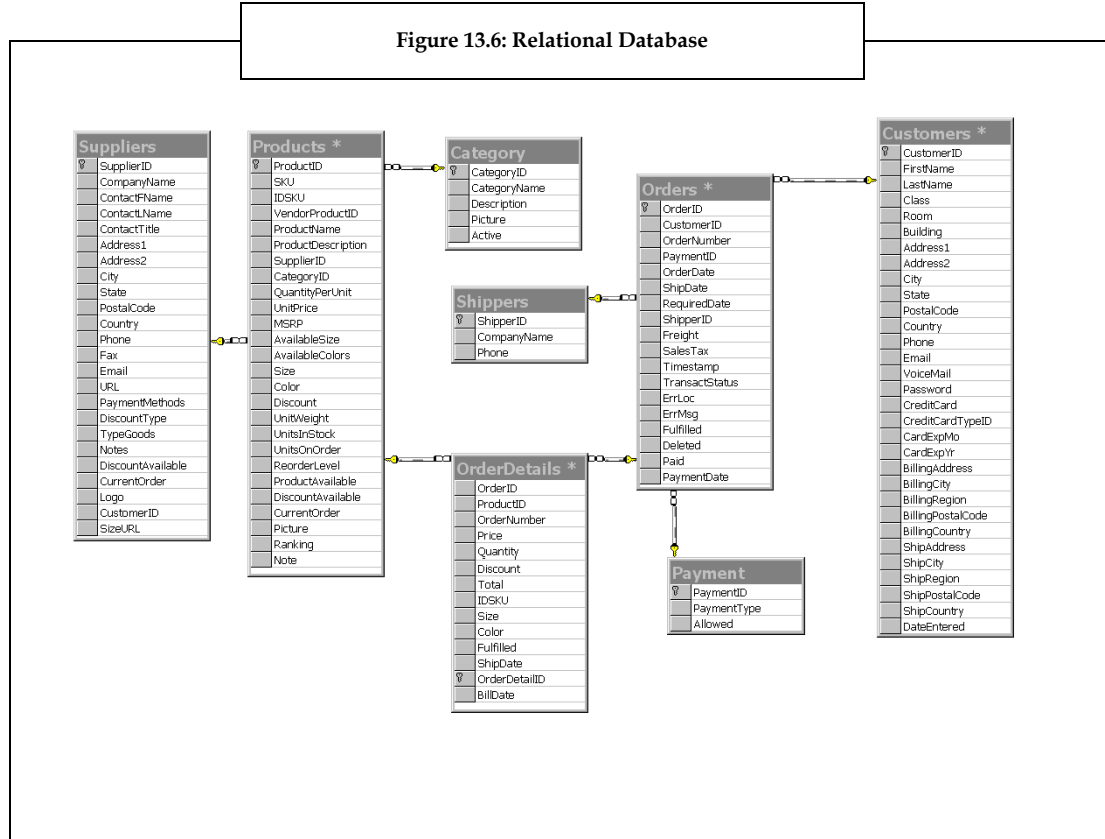 Figure 13.6: Relational Database
Suppliers
SupplierID
CompanyName
ContactFName
ContactLName
ContactTitle
Address1
Address2
City
State
PostalCode
Country
Phone
Fax
Email
URL
PaymentMethods
DiscountType
TypeGoods
Notes
DiscountAvailable
CurrentOrder
Logo
CustomerID
SizeURL
Products *
ProductID
SKU
IDSKU
VendorProductID
ProductName
ProductDescription
SupplierID
CategoryID
QuantityPerUnit
UnitPrice
MSRP
AvailableSize
AvailableColors
Size
Color
Discount
UnitWeight
UnitsInStock
UnitsOnOrder
ReorderLevel
ProductAvailable
DiscountAvailable
CurrentOrder
Picture
Ranking
Note
Category
CategoryID
CategoryName
Description
Picture
Active
Shippers
ShipperID
CompanyName
Phone
OrderDetails *
OrderID
ProductID
OrderNumber
Price
Quantity
Discount
Total
IDSKU
Size
Color
Fulfilled
ShipDate
OrderDetailID
BillDate
Orders *
OrderID
CustomerID
OrderNumber
PaymentID
OrderDate
ShipDate
RequiredDate
ShipperID
Freight
SalesTax
Timestamp
TransactStatus
ErrLoc
ErrMsg
Fulfilled
Deleted
Paid
PaymentDate
Payment
PaymentID
PaymentType
Allowed
Customers *
CustomerID
FirstName
LastName
Class
Room
Building
Address1
Address2
City
State
PostalCode
Country
Phone
Email
VoiceMail
Password
CreditCard
CreditCardTypeID
CardExpMo
CardExpYr
BillingAddress
BillingCity
BillingRegion
BillingPostalCode
BillingCountry
ShipAddress
ShipCity
ShipRegion
ShipPostalCode
ShipCountry
DateEntered